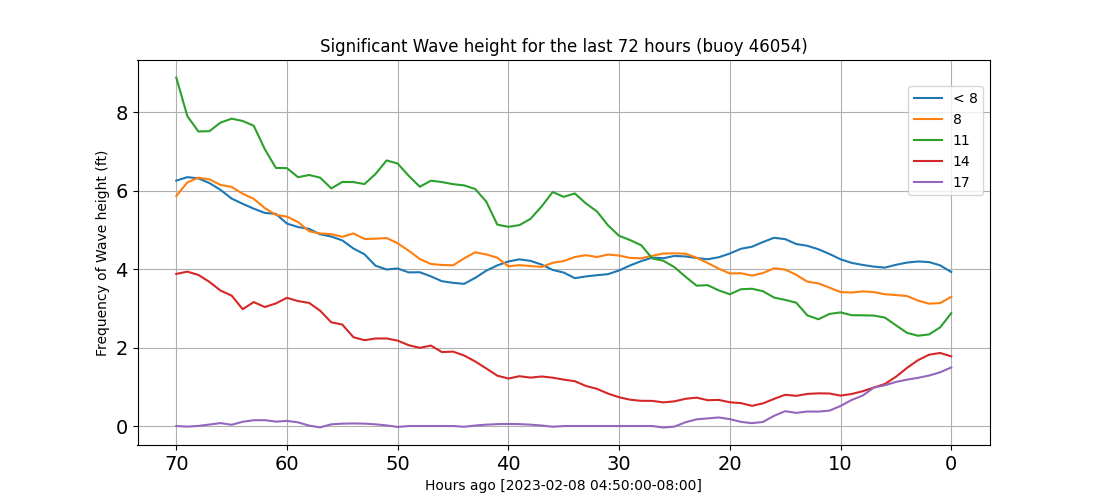 Significant Wave height for the last 72 hours (buoy 46054)
Frequency of Wave height (ft)
8
6
4
2
0
< 8
8
11
14
17
70 60 50 40 30 20 10 0
Hours ago [2023-02-08 04:50:00-08:00]